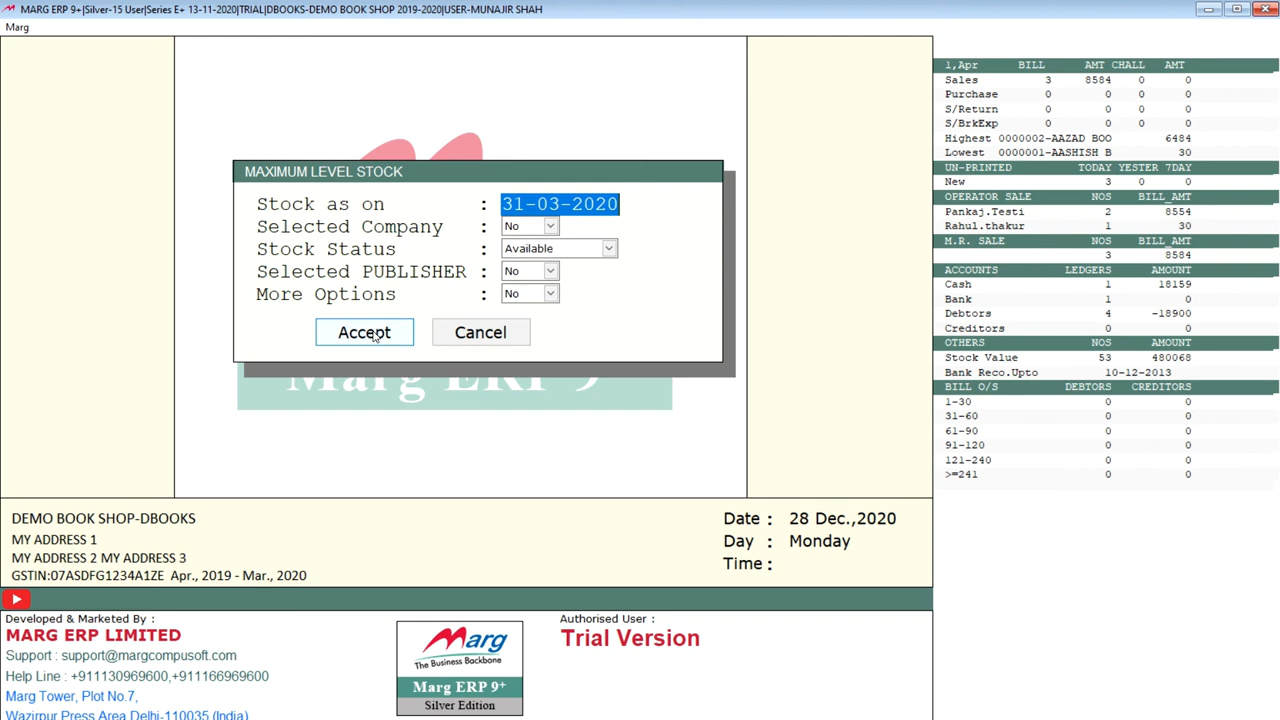 MARG ERP 9+|Silver-15 User|Series E+ 13-11-2020|TRIAL|DBOOKS-DEMO BOOK SHOP 2019-2020|USER-MUNAJIR SHAH
Marg
MAXIMUM LEVEL STOCK
Stock as on : 31-03-2020
Selected Company : No
Stock Status : Available
Selected PUBLISHER : No
More Options : No
Accept Cancel
Marg ERP 9
1,Apr BILL AMT CHALL AMT
Sales 3 8584 0 0
Purchase 0 0 0 0
S/Return 0 0 0 0
S/BrkExp 0 0 0 0
Highest 0000002-AAZAD BOO 6484
Lowest 0000001-AASHISH B 30
UN-PRINTED TODAY YESTER 7DAY
New 3 0 0
OPERATOR SALE NOS BILL_AMT
Pankaj.Testi 2 8554
Rahul.thakur 1 30
M.R. SALE NOS BILL_AMT
3 8584
ACCOUNTS LEDGERS AMOUNT
Cash 1 18159
Bank 1 0
Debtors 4 -18900
Creditors 0 0
OTHERS NOS AMOUNT
Stock Value 53 480068
Bank Reco.Upto 10-12-2013
BILL O/S DEBTORS CREDITORS
1-30 0 0
31-60 0 0
61-90 0 0
91-120 0 0
121-240 0 0
>=241 0 0
DEMO BOOK SHOP-DBOOKS
MY ADDRESS 1
MY ADDRESS 2 MY ADDRESS 3
GSTIN:07ASDFG1234A1ZE Apr., 2019 - Mar., 2020
Date : 28 Dec.,2020
Day : Monday
Time :
Developed & Marketed By :
MARG ERP LIMITED
Support : support@margcompusoft.com
Help Line : +911130969600,+911166969600
Marg Tower, Plot No.7,
Wazirpur Press Area Delhi-110035 (India)
Marg
The Business Backbone
Marg ERP 9+
Silver Edition
Authorised User :
Trial Version